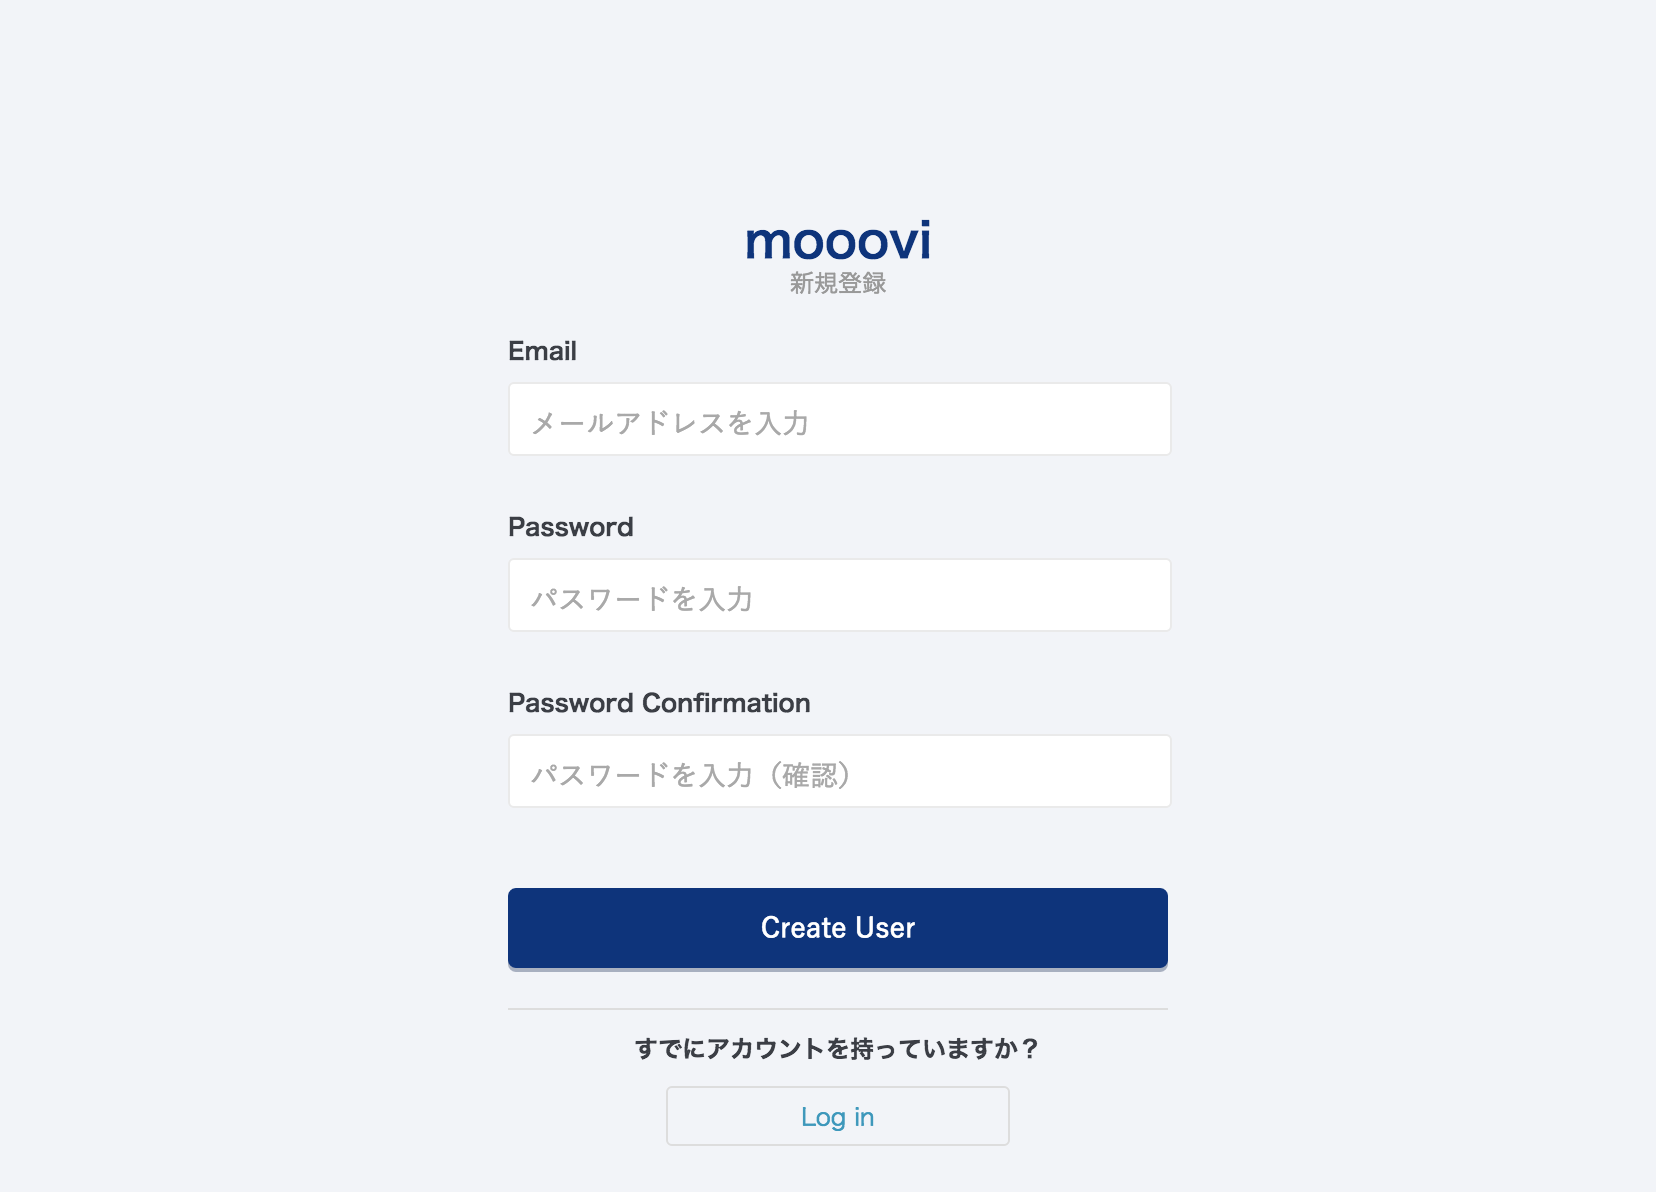 mooovi
新規登録
Email
メールアドレスを入力
Password
パスワードを入力
Password Confirmation
パスワードを入力（確認）
Create User
すでにアカウントを持っていますか？
Log in